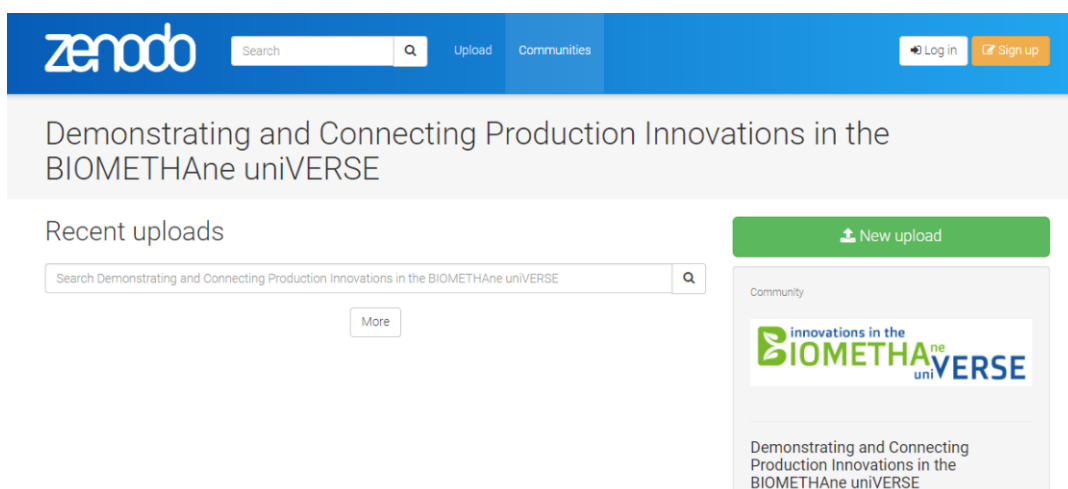 zenodo
Search
Upload
Communities
Log in
Sign up
Demonstrating and Connecting Production Innovations in the
BIOMETHAne uniVERSE
Recent uploads
New upload
Search Demonstrating and Connecting Production Innovations in the BIOMETHAne uniVERSE
More
Community
innovations in the
BIOMETHAne
uniVERSE
Demonstrating and Connecting
Production Innovations in the
BIOMETHAne uniVERSE